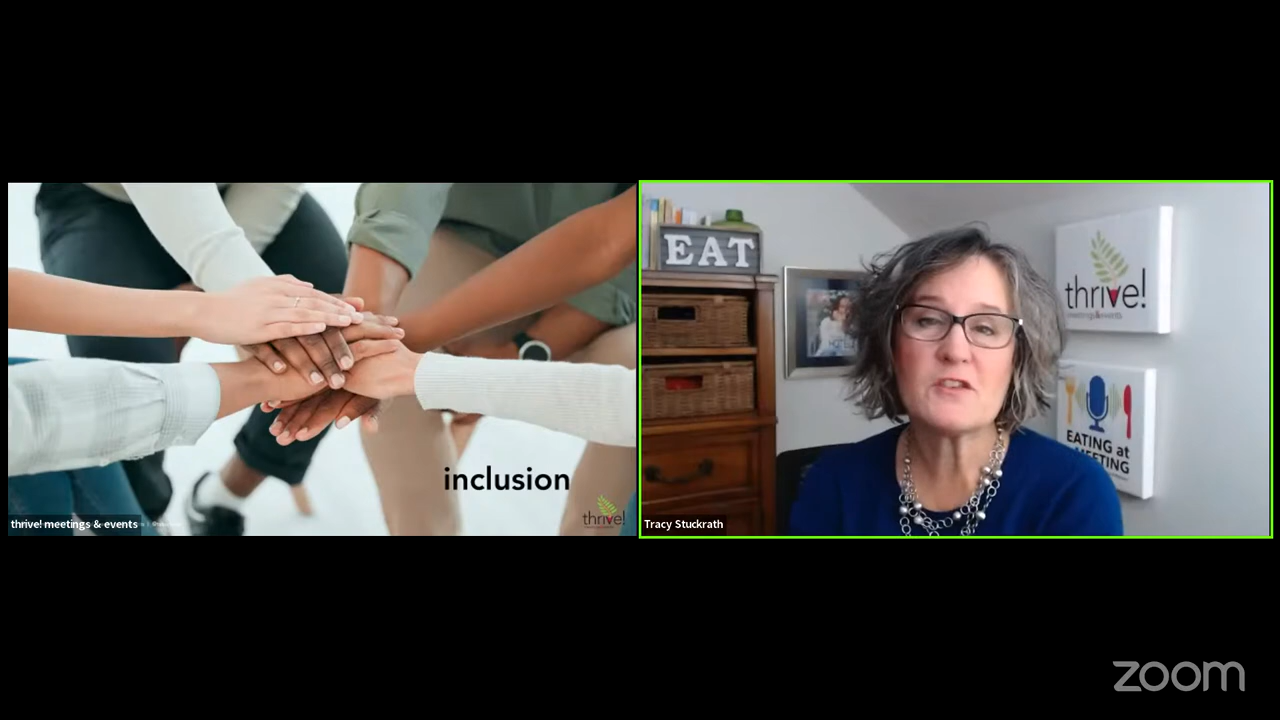 inclusion
thrive!
thrive! meetings & events
EAT
thrive!
meetings&events
EATING at
MEETING
Tracy Stuckrath
zoom